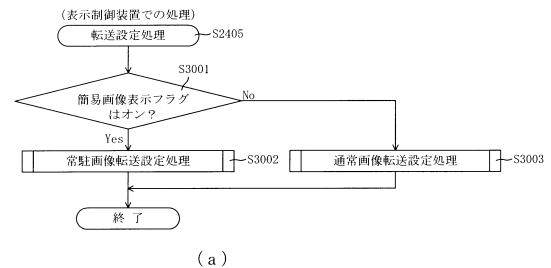 (表示制御装置での処理)
転送設定処理
S2405
S3001
簡易画像表示フラグ
はオン?
No
Yes
常駐画像転送設定処理
S3002
通常画像転送設定処理
S3003
終 了
(a)